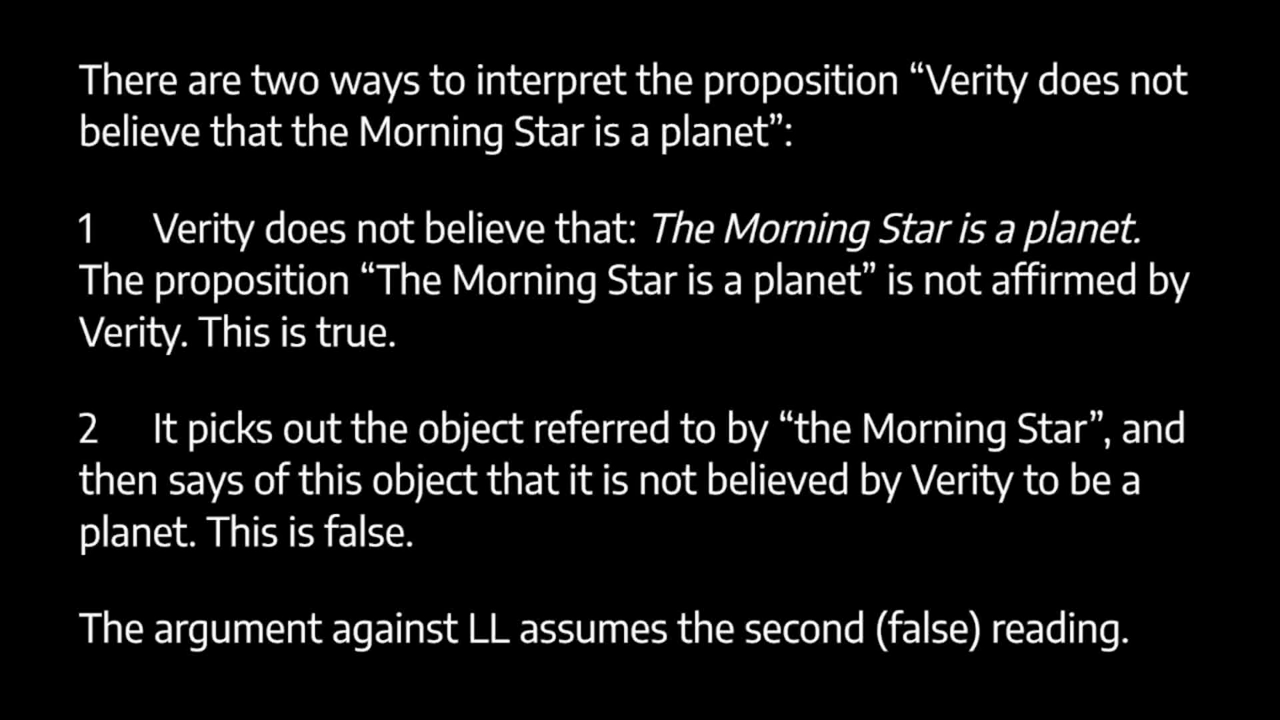 There are two ways to interpret the proposition “Verity does not
believe that the Morning Star is a planet”:
1 Verity does not believe that: The Morning Star is a planet.
The proposition “The Morning Star is a planet” is not affirmed by
Verity. This is true.
2 It picks out the object referred to by “the Morning Star”, and
then says of this object that it is not believed by Verity to be a
planet. This is false.
The argument against LL assumes the second (false) reading.